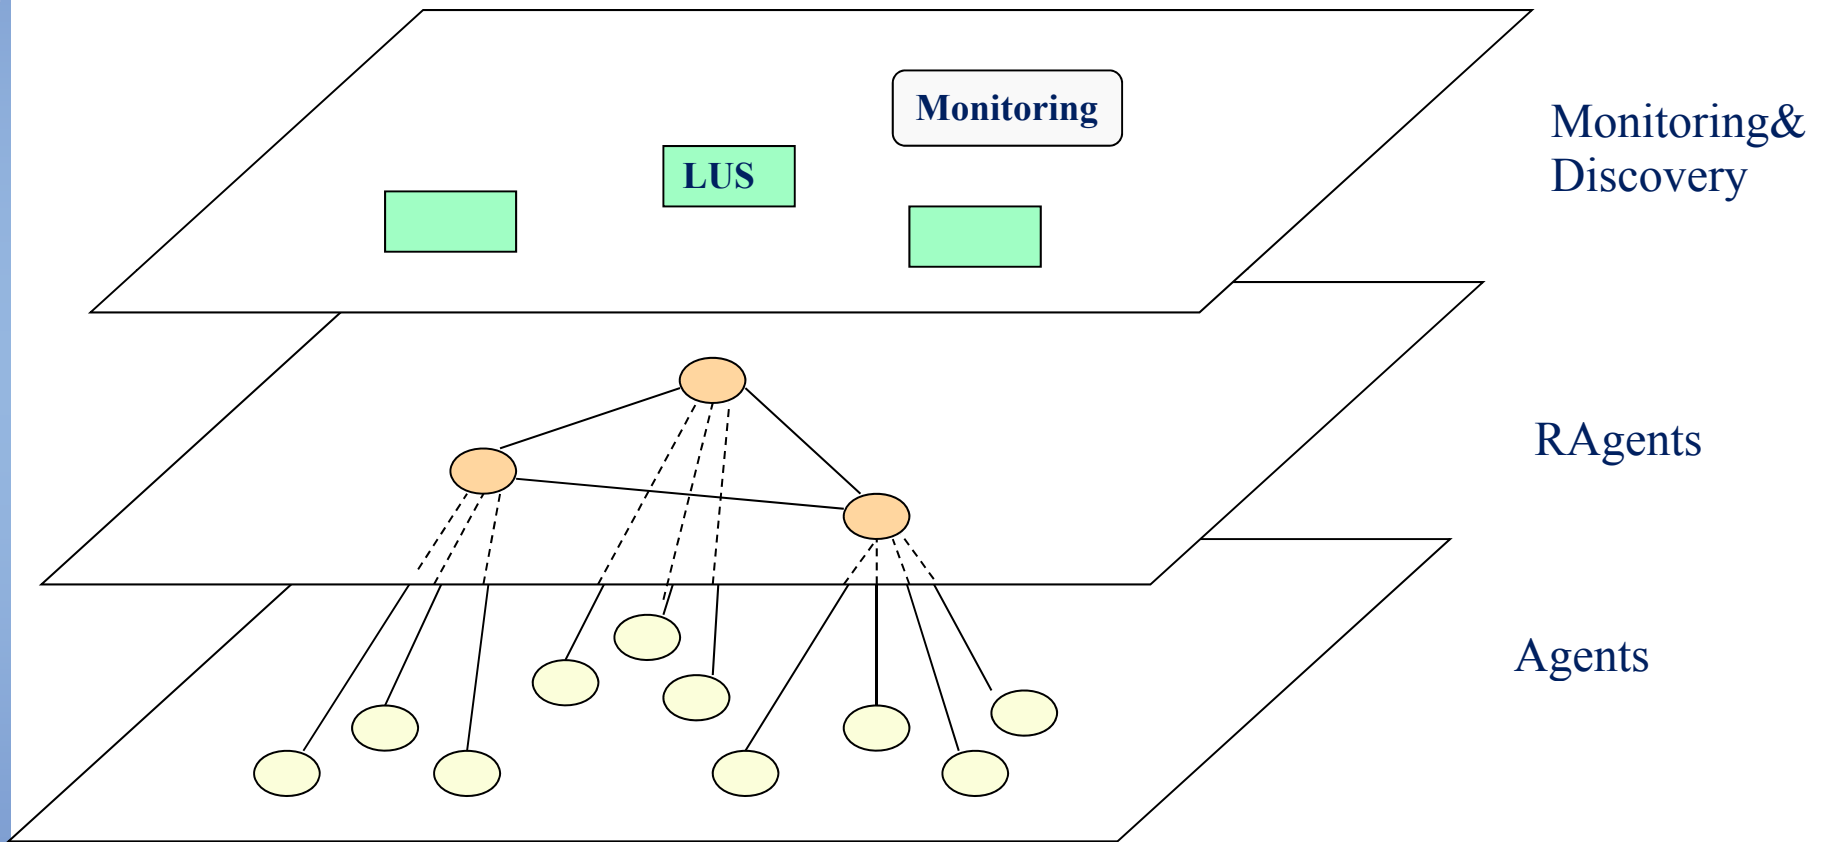 Monitoring
LUS
Monitoring&
Discovery
RAgents
Agents